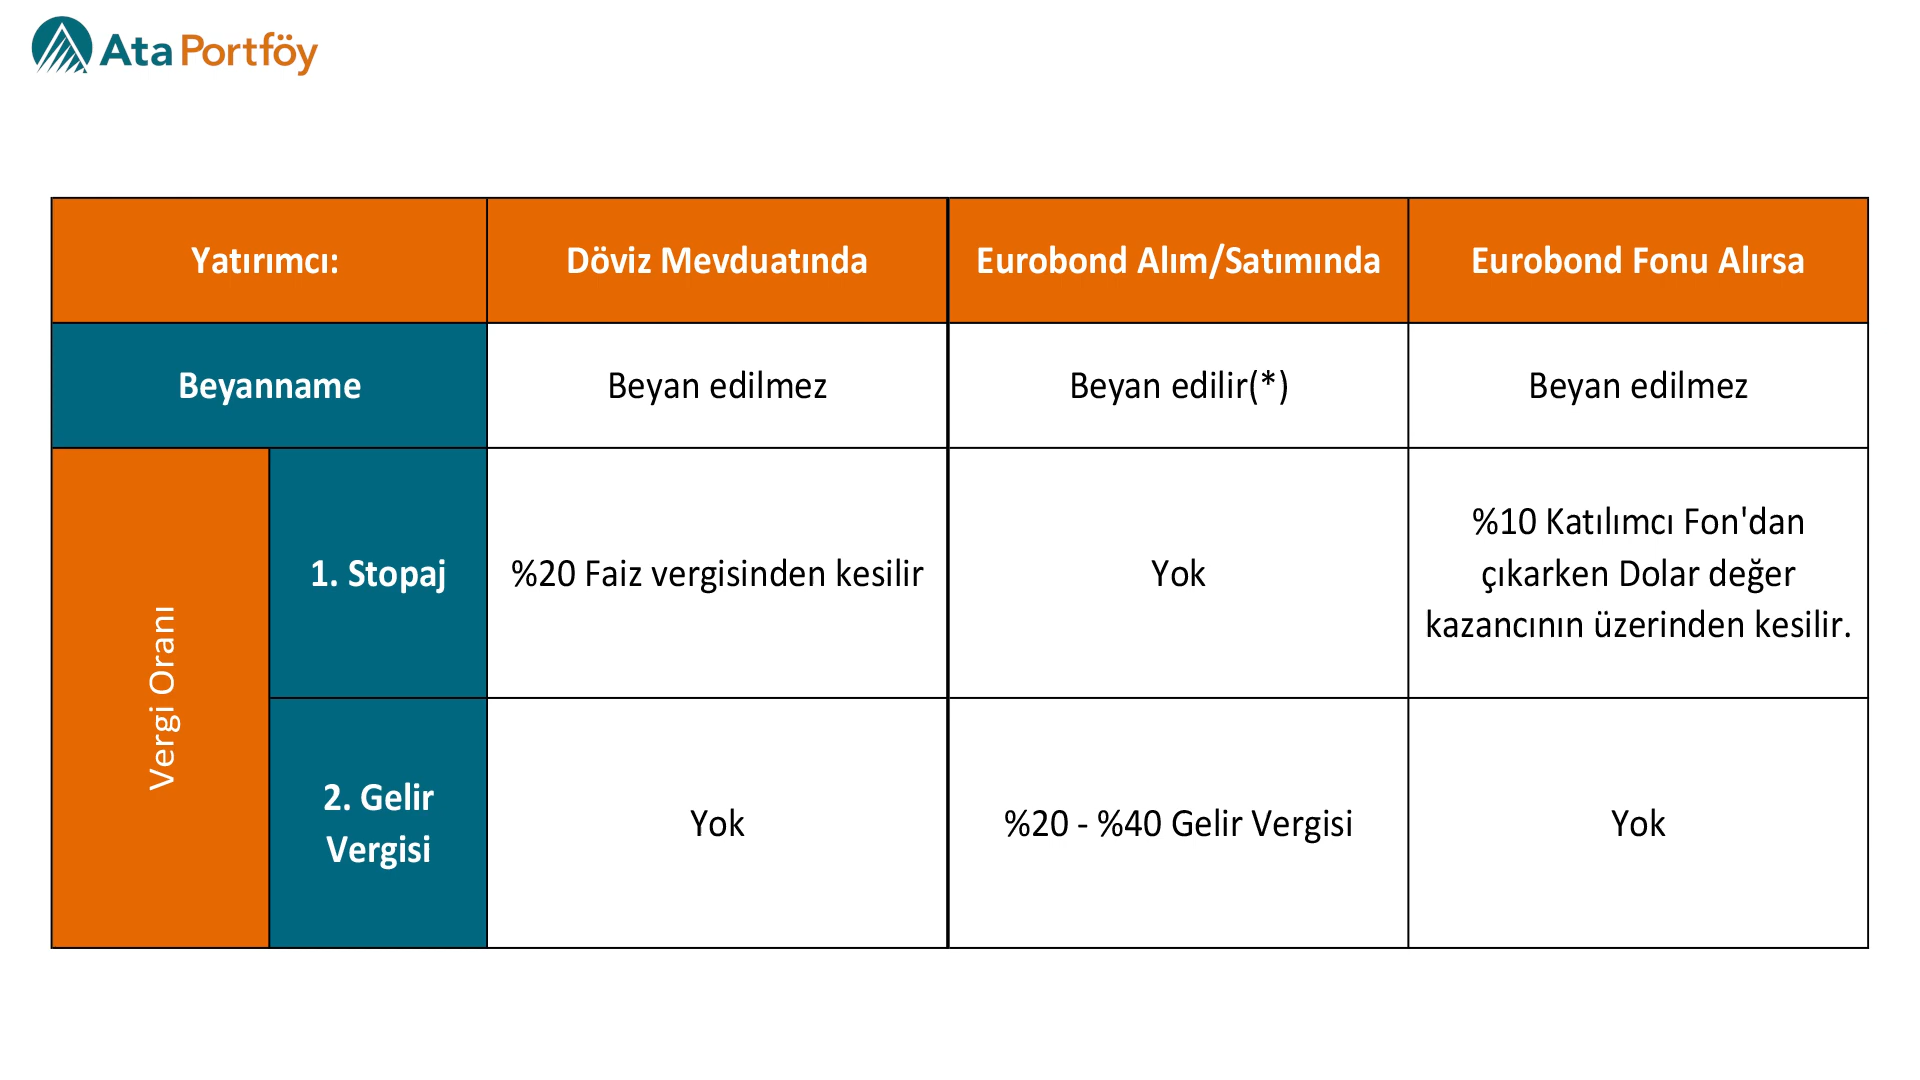 Ata Portföy
Yatırımcı:
Döviz Mevduatında
Eurobond Alım/Satımında
Eurobond Fonu Alırsa
Beyanname
Beyan edilmez
Beyan edilir(*)
Beyan edilmez
Vergi Oranı
1. Stopaj
%20 Faiz vergisinden kesilir
Yok
%10 Katılımcı Fon'dan
çıkarken Dolar değer
kazancının üzerinden kesilir.
2. Gelir
Vergisi
Yok
%20 - %40 Gelir Vergisi
Yok